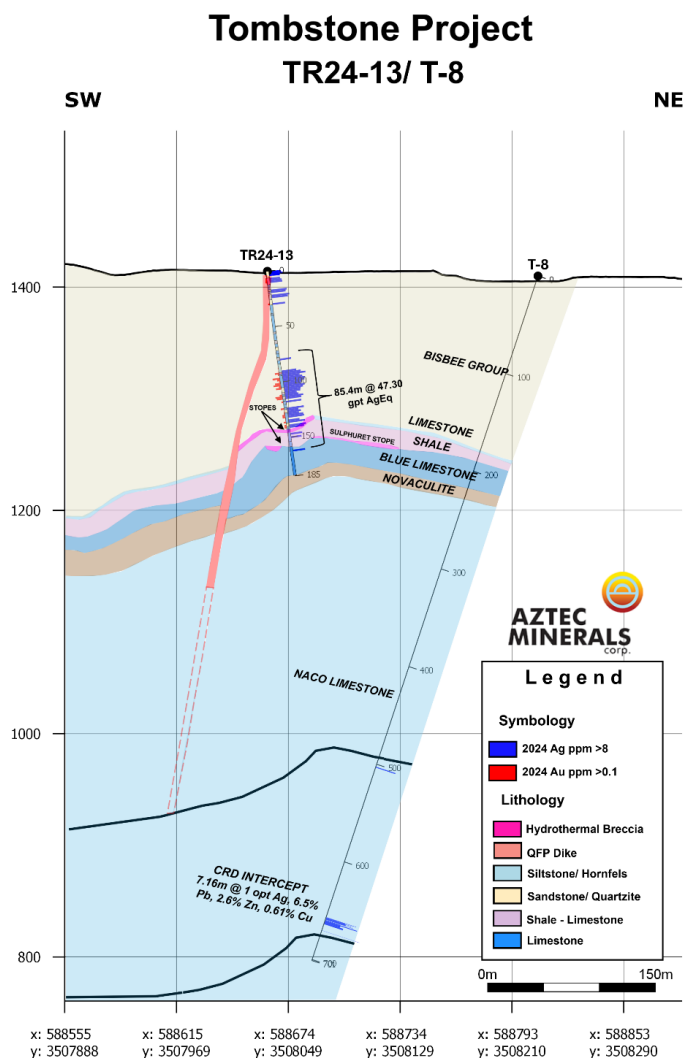 Tombstone Project
TR24-13/ T-8
SW
NE
TR24-13
T-8
0
0
1400
50
100
BISBEE GROUP
85.4m @ 47.30
gpt AgEq
STOPES
LIMESTONE
SHALE
SULPHURET STOPE
150
BLUE LIMESTONE
200
185
NOVACULITE
1200
300
AZTEC
MINERALS
corp.
400
NACO LIMESTONE
1000
500
600
CRD INTERCEPT
7.16m @ 1 opt Ag, 6.5%
Pb, 2.6% Zn, 0.61% Cu
700
800
Legend
Symbology
2024 Ag ppm >8
2024 Au ppm >0.1
Lithology
Hydrothermal Breccia
QFP Dike
Siltstone/ Hornfels
Sandstone/ Quartzite
Shale - Limestone
Limestone
0m 150m
x: 588555 x: 588615 x: 588674 x: 588734 x: 588793 x: 588853
y: 3507888 y: 3507969 y: 3508049 y: 3508129 y: 3508210 y: 3508290